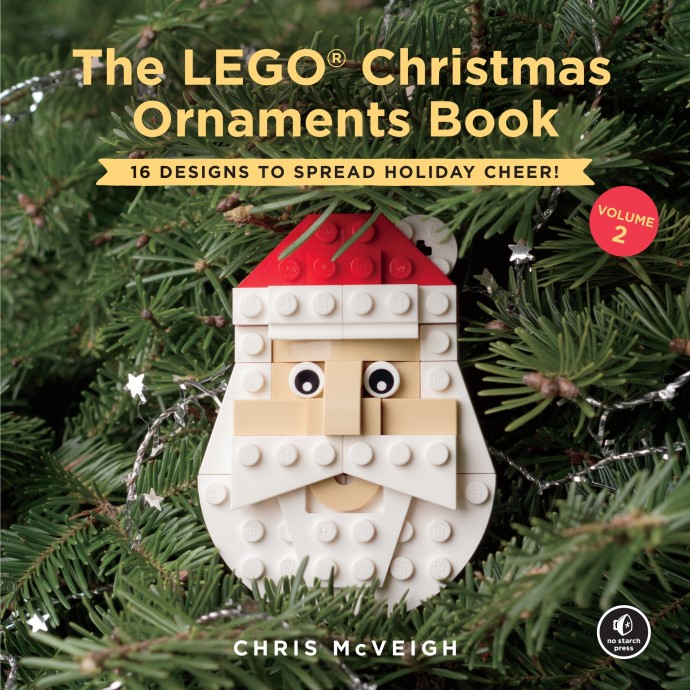 The LEGO® Christmas
Ornaments Book
16 DESIGNS TO SPREAD HOLIDAY CHEER!
VOLUME
2
CHRIS McVEIGH
no starch
press